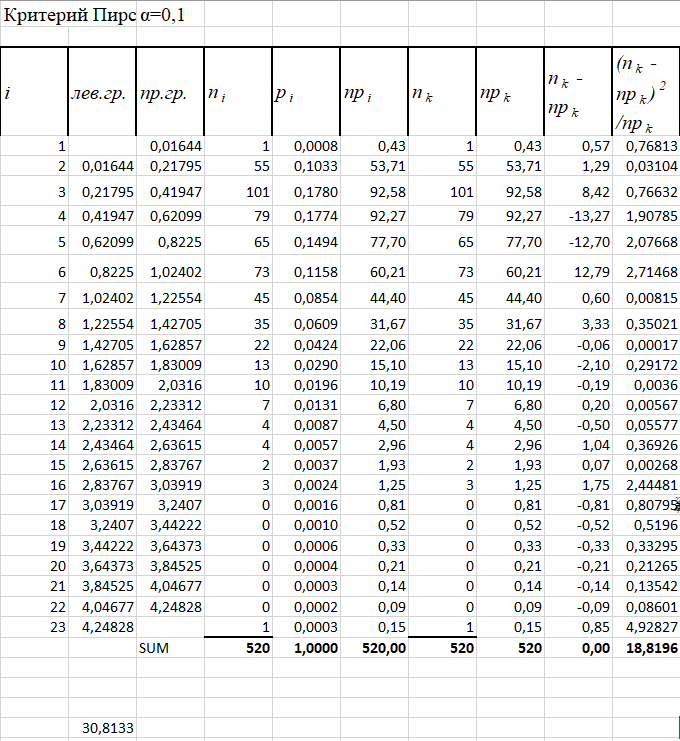 Критерий Пирс α=0,1
i лев.гр. пр.гр. n i p i np i n k np k n k - np k (n k - np k) 2 /np k
1 0,01644 1 0,0008 0,43 1 0,43 0,57 0,76813
2 0,01644 0,21795 55 0,1033 53,71 55 53,71 1,29 0,03104
3 0,21795 0,41947 101 0,1780 92,58 101 92,58 8,42 0,76632
4 0,41947 0,62099 79 0,1774 92,27 79 92,27 -13,27 1,90785
5 0,62099 0,8225 65 0,1494 77,70 65 77,70 -12,70 2,07668
6 0,8225 1,02402 73 0,1158 60,21 73 60,21 12,79 2,71468
7 1,02402 1,22554 45 0,0854 44,40 45 44,40 0,60 0,00815
8 1,22554 1,42705 35 0,0609 31,67 35 31,67 3,33 0,35021
9 1,42705 1,62857 22 0,0424 22,06 22 22,06 -0,06 0,00017
10 1,62857 1,83009 13 0,0290 15,10 13 15,10 -2,10 0,29172
11 1,83009 2,0316 10 0,0196 10,19 10 10,19 -0,19 0,0036
12 2,0316 2,23312 7 0,0131 6,80 7 6,80 0,20 0,00567
13 2,23312 2,43464 4 0,0087 4,50 4 4,50 -0,50 0,05577
14 2,43464 2,63615 4 0,0057 2,96 4 2,96 1,04 0,36926
15 2,63615 2,83767 2 0,0037 1,93 2 1,93 0,07 0,00268
16 2,83767 3,03919 3 0,0024 1,25 3 1,25 1,75 2,44481
17 3,03919 3,2407 0 0,0016 0,81 0 0,81 -0,81 0,80795
18 3,2407 3,44222 0 0,0010 0,52 0 0,52 -0,52 0,5196
19 3,44222 3,64373 0 0,0006 0,33 0 0,33 -0,33 0,33295
20 3,64373 3,84525 0 0,0004 0,21 0 0,21 -0,21 0,21265
21 3,84525 4,04677 0 0,0003 0,14 0 0,14 -0,14 0,13542
22 4,04677 4,24828 0 0,0002 0,09 0 0,09 -0,09 0,08601
23 4,24828 1 0,0003 0,15 1 0,15 0,85 4,92827
SUM 520 1,0000 520,00 520 520 0,00 18,8196
30,8133